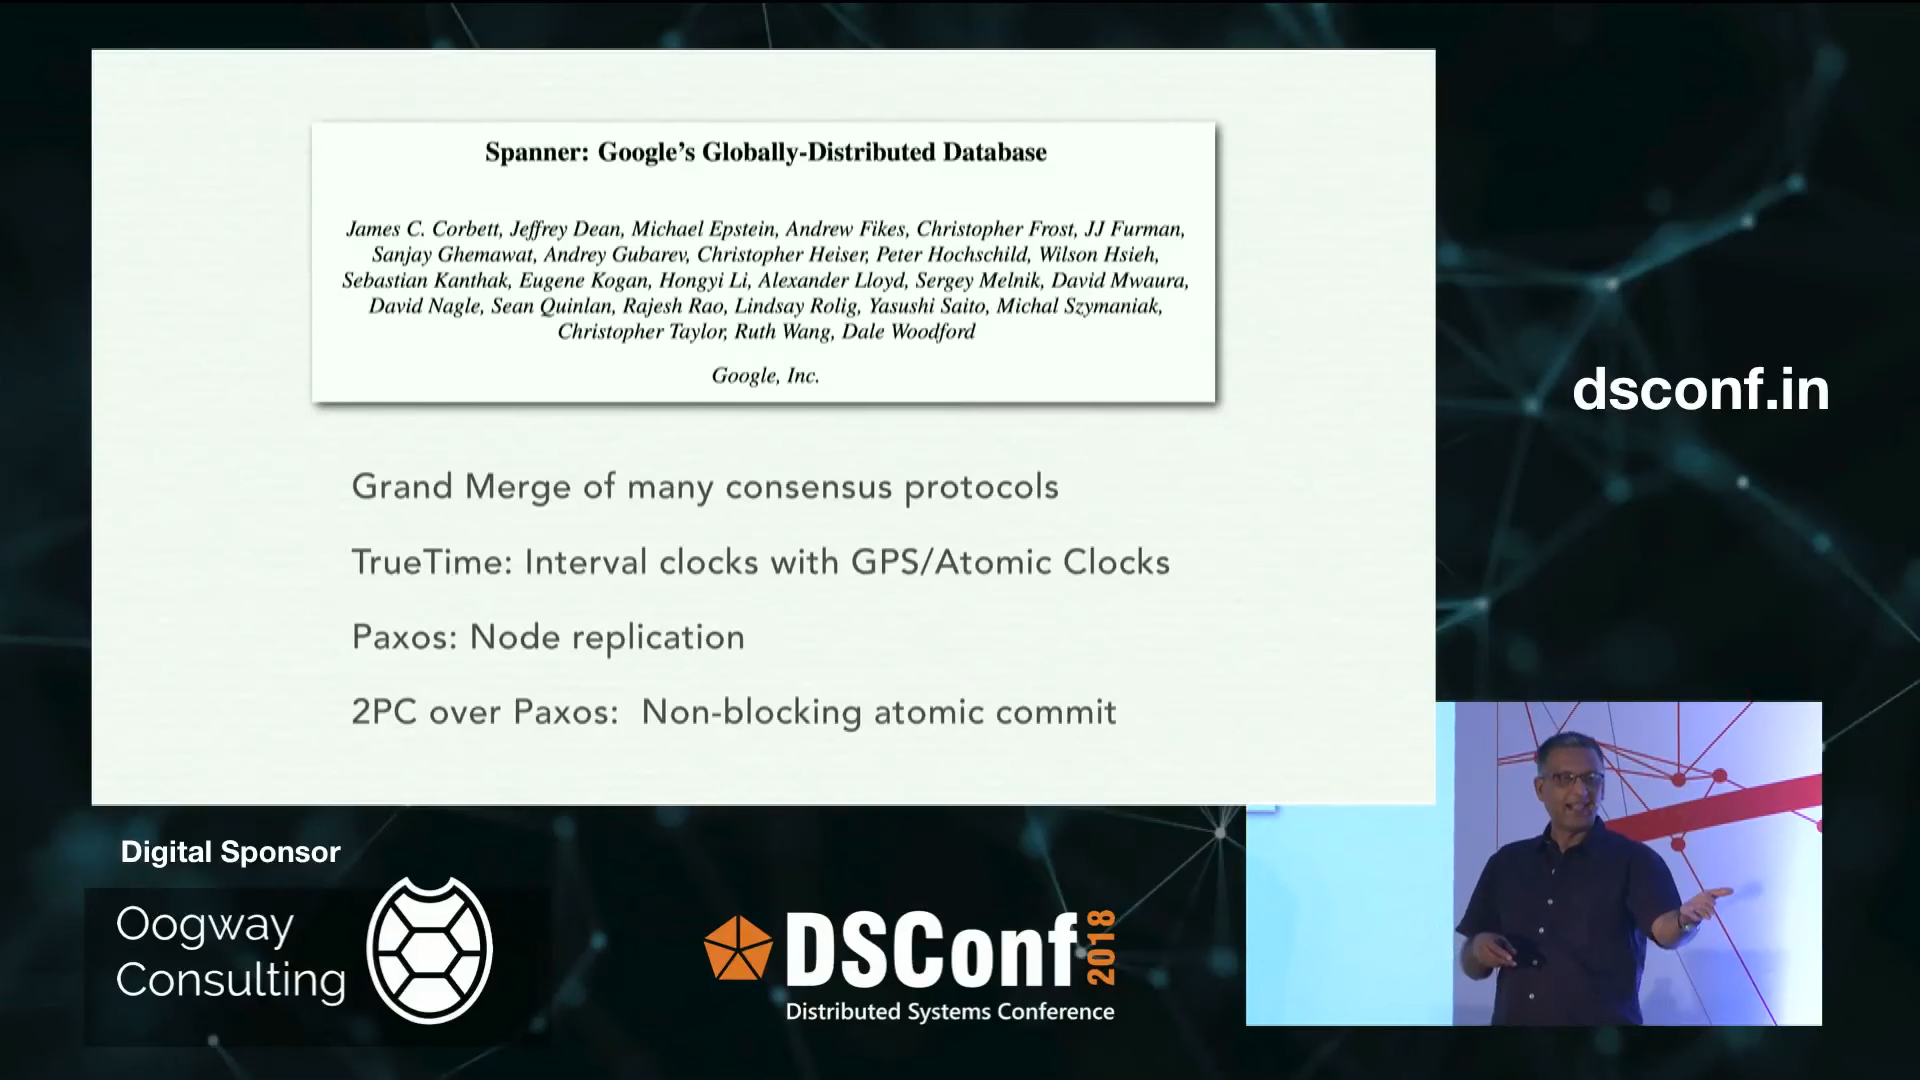 Spanner: Google's Globally-Distributed Database
James C. Corbett, Jeffrey Dean, Michael Epstein, Andrew Fikes, Christopher Frost, JJ Furman,
Sanjay Ghemawat, Andrey Gubarev, Christopher Heiser, Peter Hochschild, Wilson Hsieh,
Sebastian Kanthak, Eugene Kogan, Hongyi Li, Alexander Lloyd, Sergey Melnik, David Mwaura,
David Nagle, Sean Quinlan, Rajesh Rao, Lindsay Rolig, Yasushi Saito, Michal Szymaniak,
Christopher Taylor, Ruth Wang, Dale Woodford
Google, Inc.
Grand Merge of many consensus protocols
TrueTime: Interval clocks with GPS/Atomic Clocks
Paxos: Node replication
2PC over Paxos: Non-blocking atomic commit
dsconf.in
Digital Sponsor
Oogway
Consulting
DSConf 2018
Distributed Systems Conference